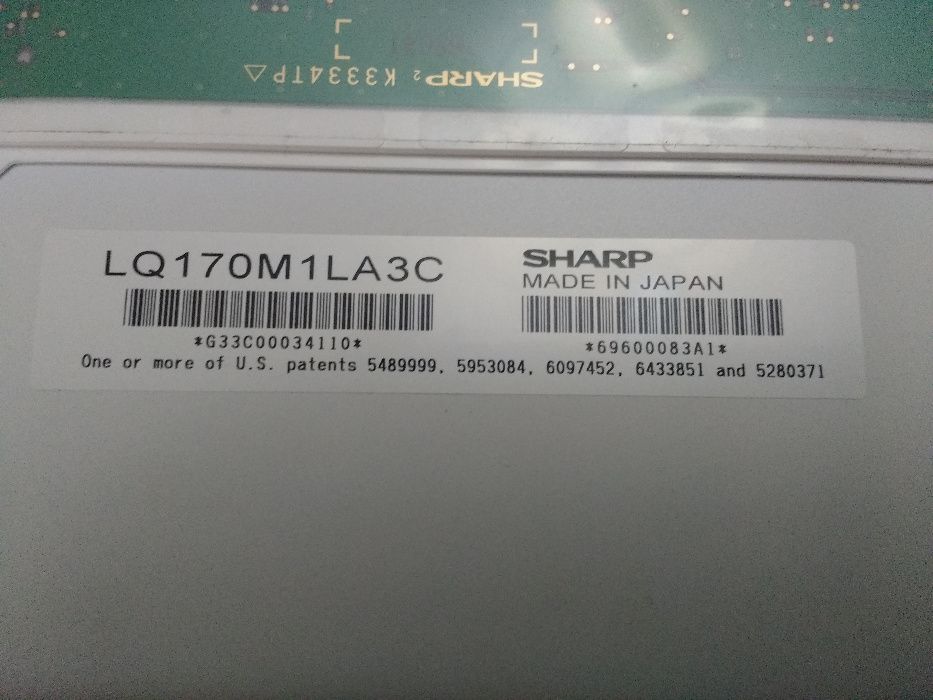 SHARP 2 K3334TP
LQ170M1LA3C
*G33C00034110*
SHARP
MADE IN JAPAN
*69600083A1*
One or more of U.S. patents 5489999, 5953084, 6097452, 6433851 and 5280371